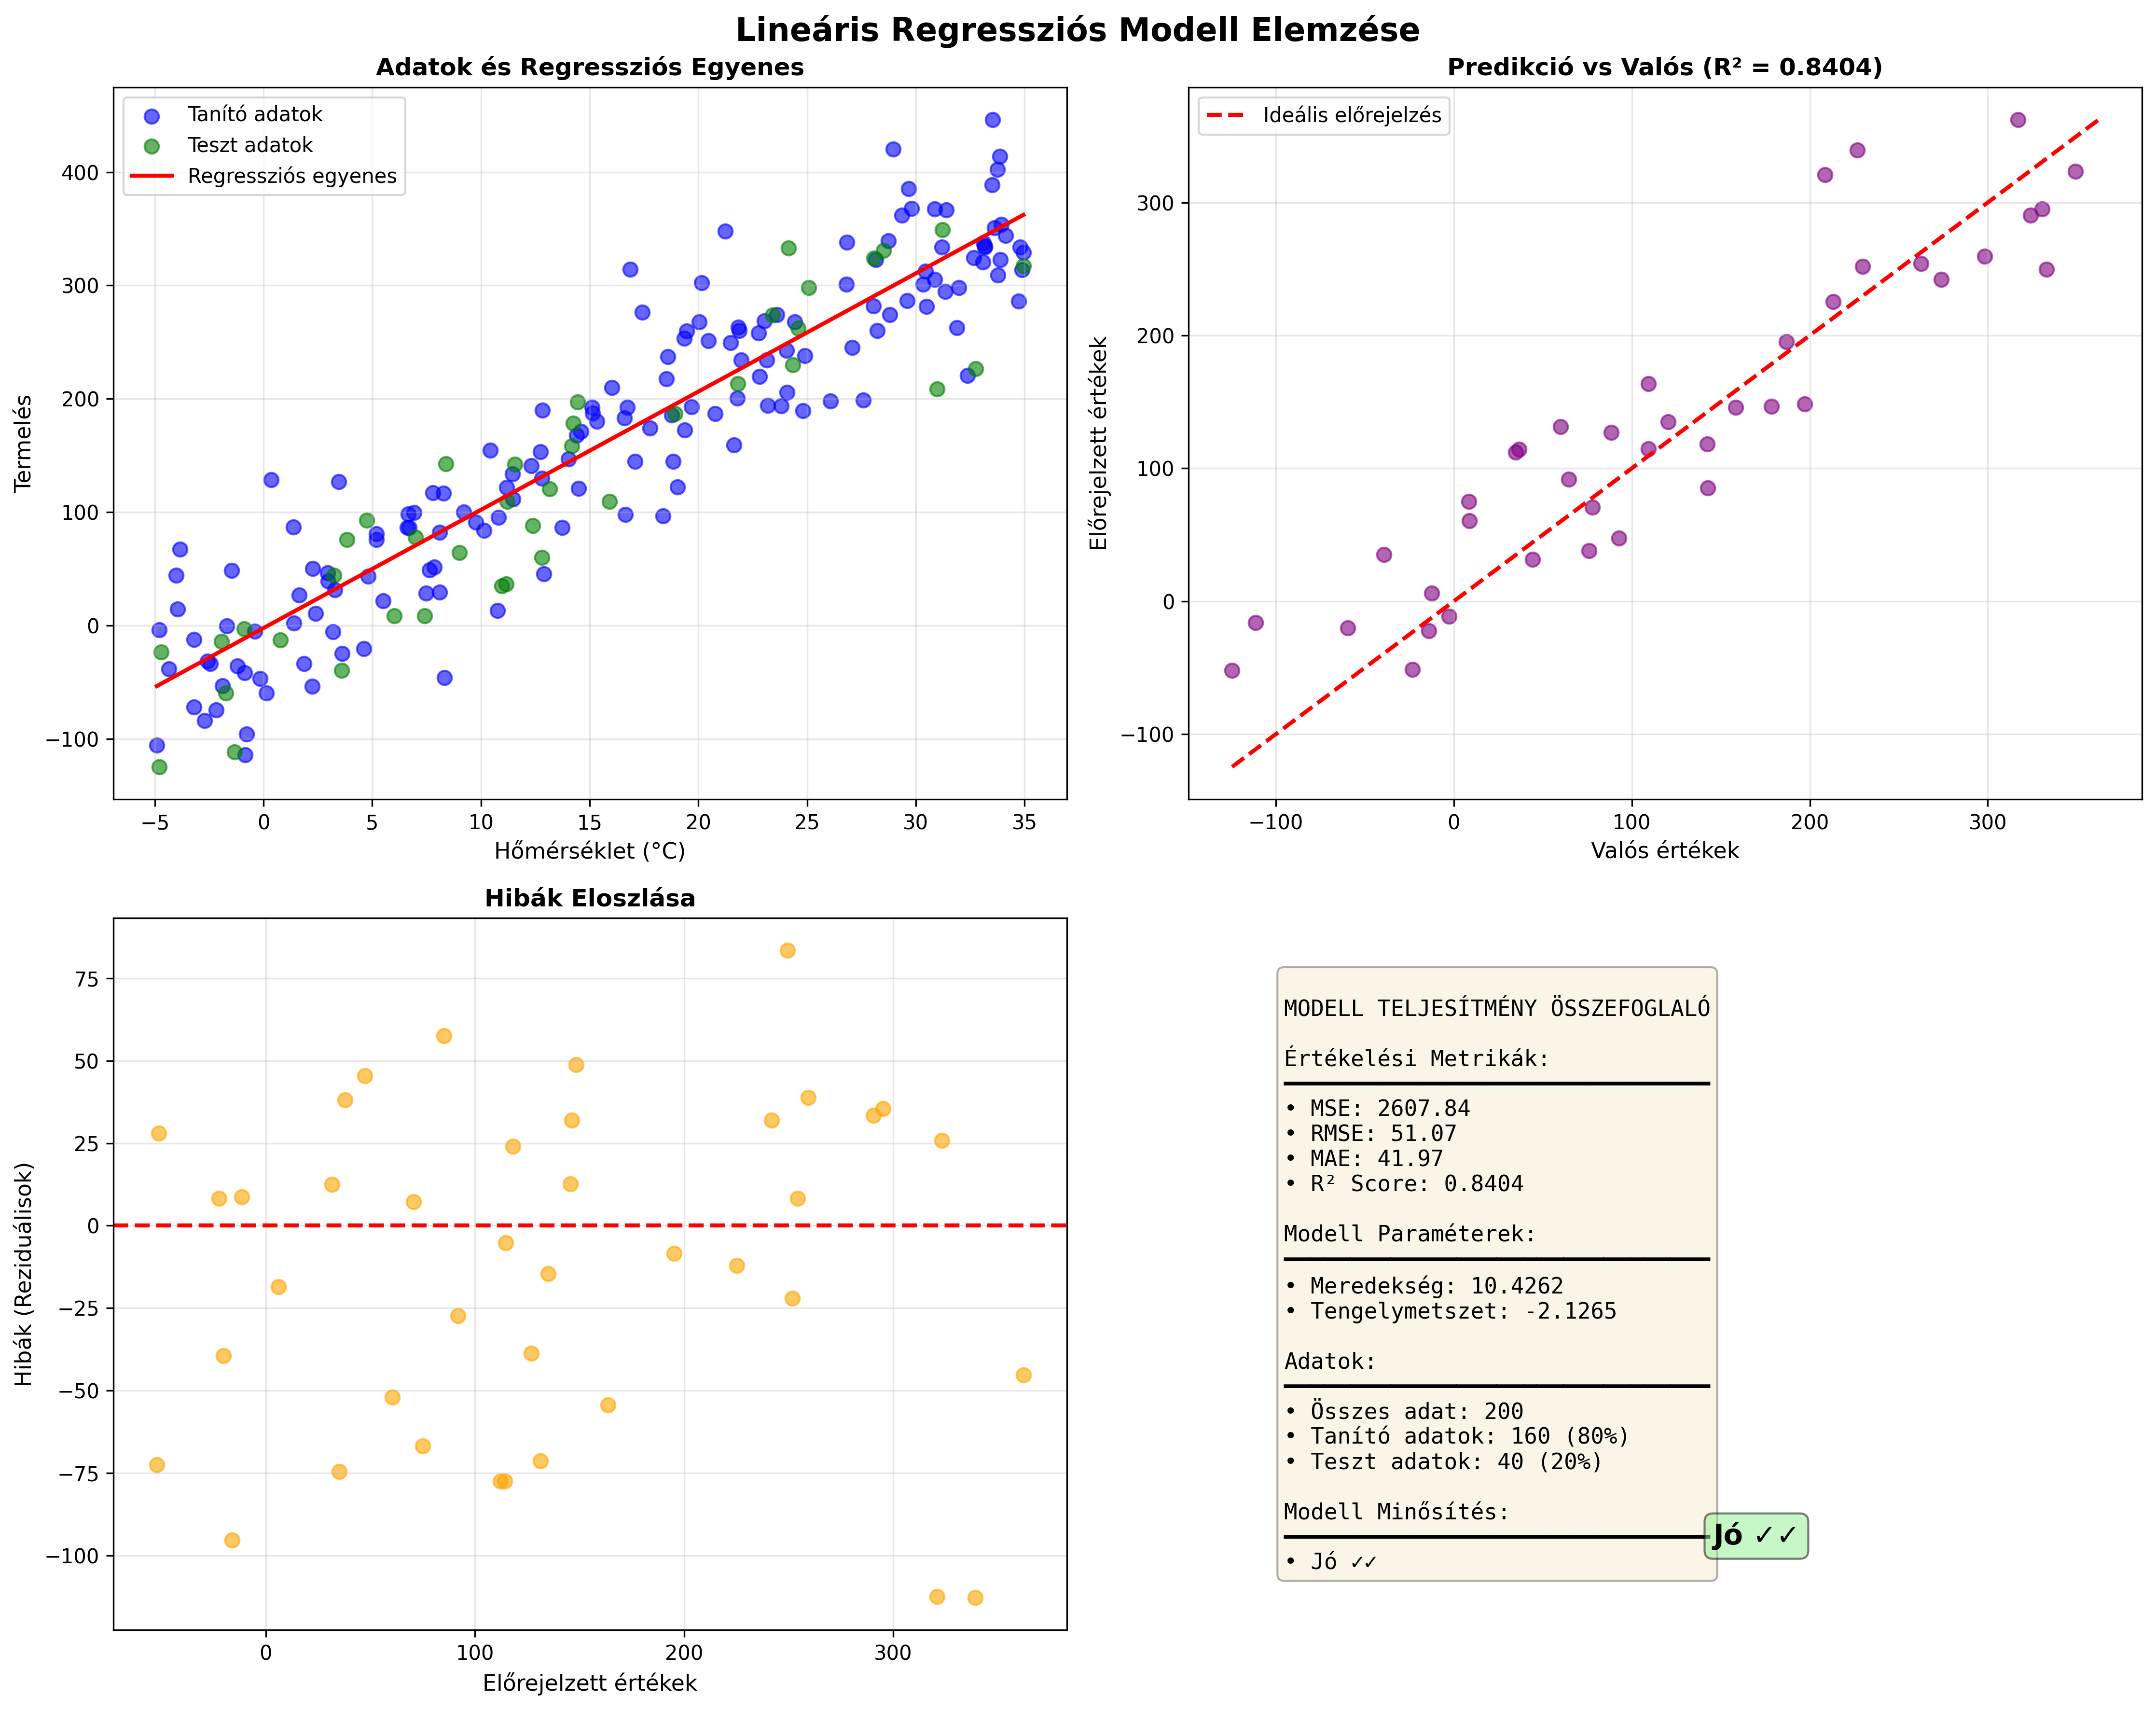 Lineáris Regressziós Modell Elemzése
Adatok és Regressziós Egyenes
Tanító adatok
Teszt adatok
Regressziós egyenes
400
300
200
100
0
−100
Termelés
−5 0 5 10 15 20 25 30 35
Hőmérséklet (°C)
Predikció vs Valós (R² = 0.8404)
Ideális előrejelzés
300
200
100
0
−100
Előrejelzett értékek
−100 0 100 200 300
Valós értékek
Hibák Eloszlása
75
50
25
0
−25
−50
−75
−100
Hibák (Reziduálisok)
0 100 200 300
Előrejelzett értékek
MODELL TELJESÍTMÉNY ÖSSZEFOGLALÓ
Értékelési Metrikák:
• MSE: 2607.84
• RMSE: 51.07
• MAE: 41.97
• R² Score: 0.8404
Modell Paraméterek:
• Meredekség: 10.4262
• Tengelymetszet: -2.1265
Adatok:
• Összes adat: 200
• Tanító adatok: 160 (80%)
• Teszt adatok: 40 (20%)
Modell Minősítés:
• Jó ✓✓
Jó ✓✓